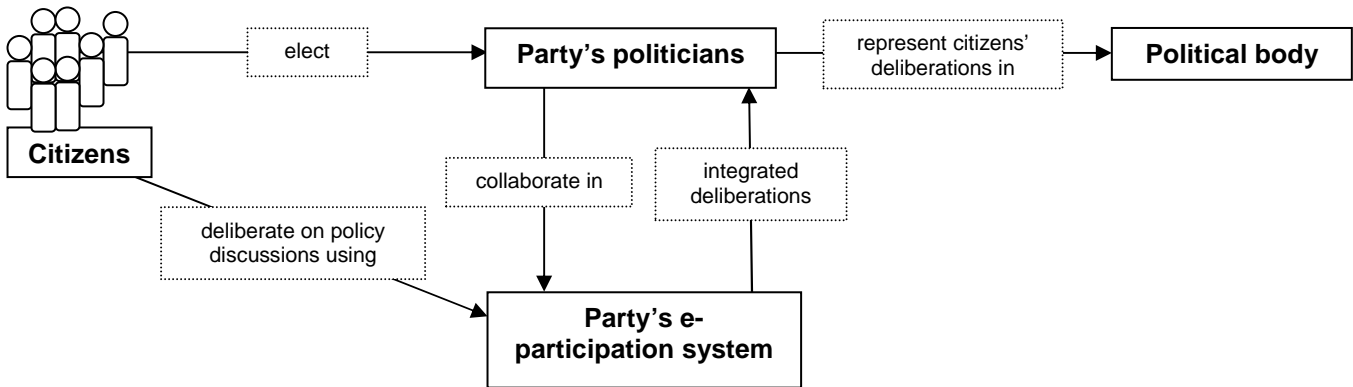 elect
Party’s politicians
represent citizens’
deliberations in
Political body
Citizens
collaborate in
integrated
deliberations
deliberate on policy
discussions using
Party’s e-
participation system